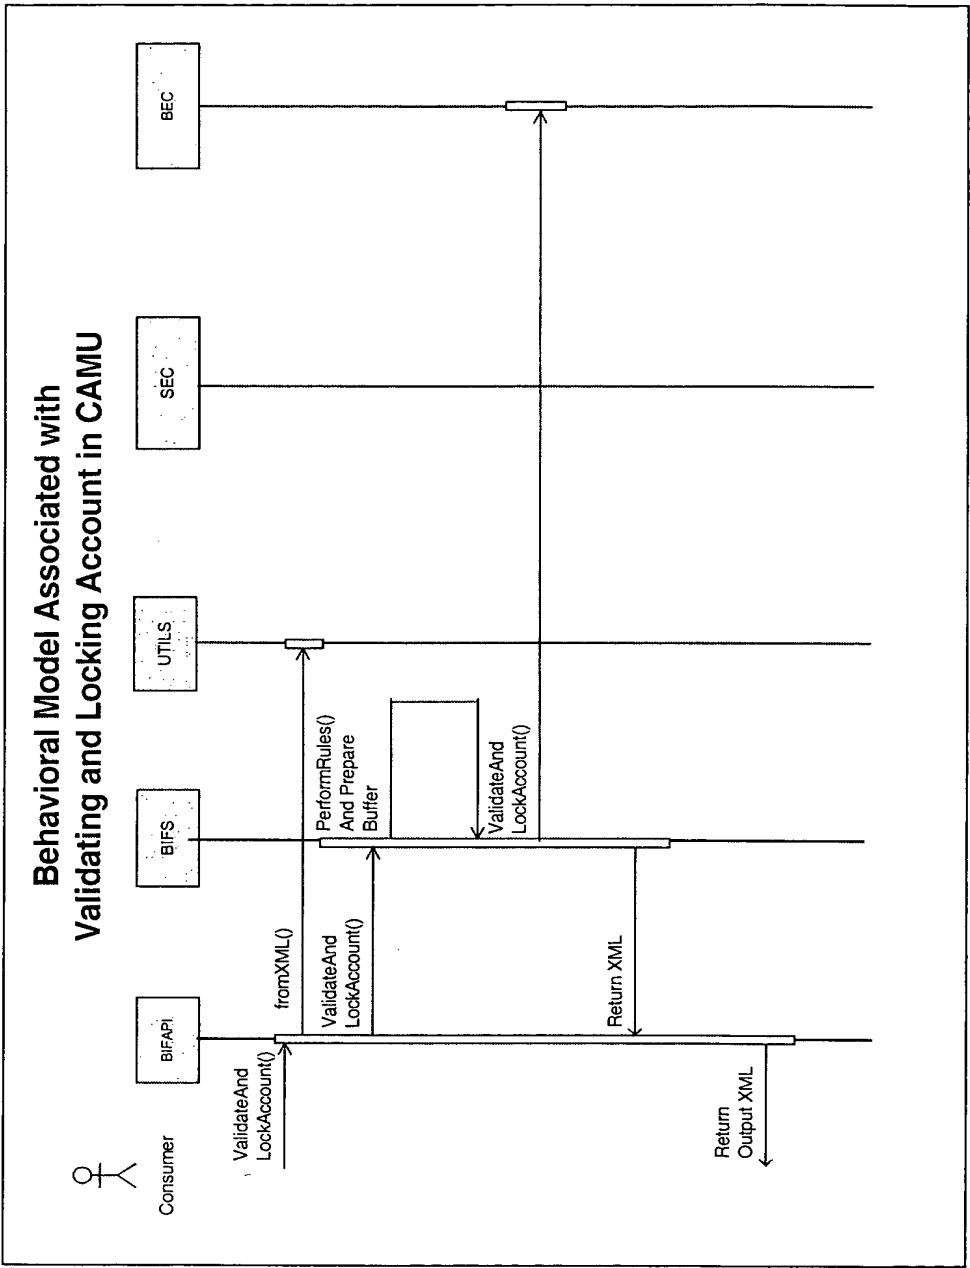 Behavioral Model Associated with
Validating and Locking Account in CAMU
Consumer
BIFAPI
BIFS
UTILS
SEC
BEC
ValidateAnd
LockAccount()
fromXML()
ValidateAnd
LockAccount()
PerformRules()
And Prepare
Buffer
ValidateAnd
LockAccount()
Return XML
Return
Output XML